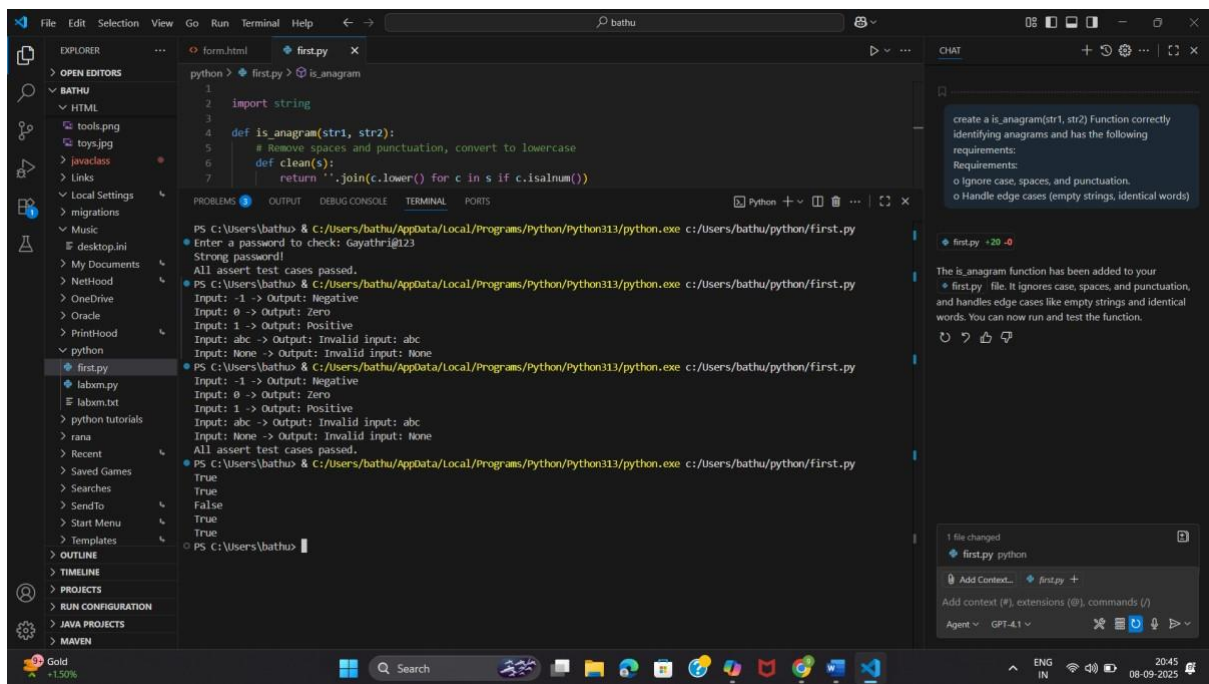 File Edit Selection View Go Run Terminal Help
bathu
EXPLORER
OPEN EDITORS
BATHU
HTML
tools.png
toys.jpg
javaclass
Links
Local Settings
migrations
Music
desktop.ini
My Documents
NetHood
OneDrive
Oracle
PrintHood
python
first.py
labxm.py
labxm.txt
python tutorials
rana
Recent
Saved Games
Searches
SendTo
Start Menu
Templates
OUTLINE
TIMELINE
PROJECTS
RUN CONFIGURATION
JAVA PROJECTS
MAVEN
form.html first.py
python > first.py > is_anagram
1
2 import string
3
4 def is_anagram(str1, str2):
5 # Remove spaces and punctuation, convert to lowercase
6 def clean(s):
7 return ''.join(c.lower() for c in s if c.isalnum())
PROBLEMS 3 OUTPUT DEBUG CONSOLE TERMINAL PORTS Python
PS C:\Users\bathu> & C:/Users/bathu/AppData/Local/Programs/Python/Python313/python.exe c:/Users/bathu/python/first.py
Enter a password to check: Gayathri@123
Strong password!
All assert test cases passed.
PS C:\Users\bathu> & C:/Users/bathu/AppData/Local/Programs/Python/Python313/python.exe c:/Users/bathu/python/first.py
Input: -1 -> Output: Negative
Input: 0 -> Output: Zero
Input: 1 -> Output: Positive
Input: abc -> Output: Invalid input: abc
Input: None -> Output: Invalid input: None
PS C:\Users\bathu> & C:/Users/bathu/AppData/Local/Programs/Python/Python313/python.exe c:/Users/bathu/python/first.py
Input: -1 -> Output: Negative
Input: 0 -> Output: Zero
Input: 1 -> Output: Positive
Input: abc -> Output: Invalid input: abc
Input: None -> Output: Invalid input: None
All assert test cases passed.
PS C:\Users\bathu> & C:/Users/bathu/AppData/Local/Programs/Python/Python313/python.exe c:/Users/bathu/python/first.py
True
True
False
True
True
PS C:\Users\bathu>
CHAT
create a is_anagram(str1, str2) Function correctly
identifying anagrams and has the following
requirements:
Requirements:
o Ignore case, spaces, and punctuation.
o Handle edge cases (empty strings, identical words)
first.py +20 -0
The is_anagram function has been added to your
first.py file. It ignores case, spaces, and punctuation,
and handles edge cases like empty strings and identical
words. You can now run and test the function.
1 file changed
first.py python
Add Context... first.py +
Add context (#), extensions (@), commands (/)
Agent GPT-4.1
9+ Gold
+1.50%
Search
ENG
IN
20:45
08-09-2025